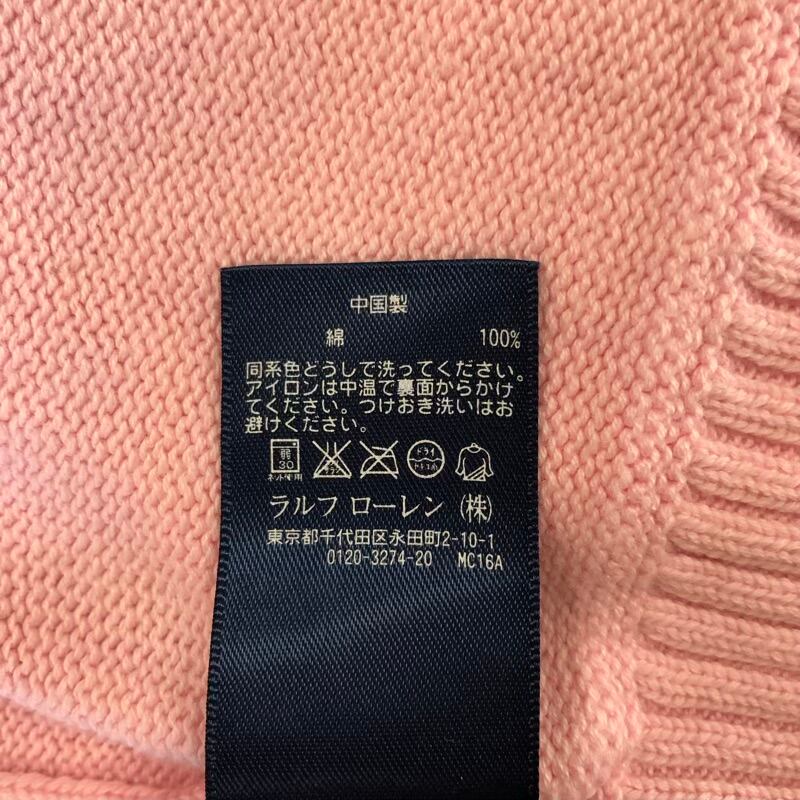 中国製
綿 100%
同系色どうしで洗ってください。
アイロンは中温で裏面からかけ
てください。つけおき洗いはお
避けください。
弱
30
ネット使用
ドライ
ラルフ ローレン (株)
東京都千代田区永田町2-10-1
0120-3274-20 MC16A